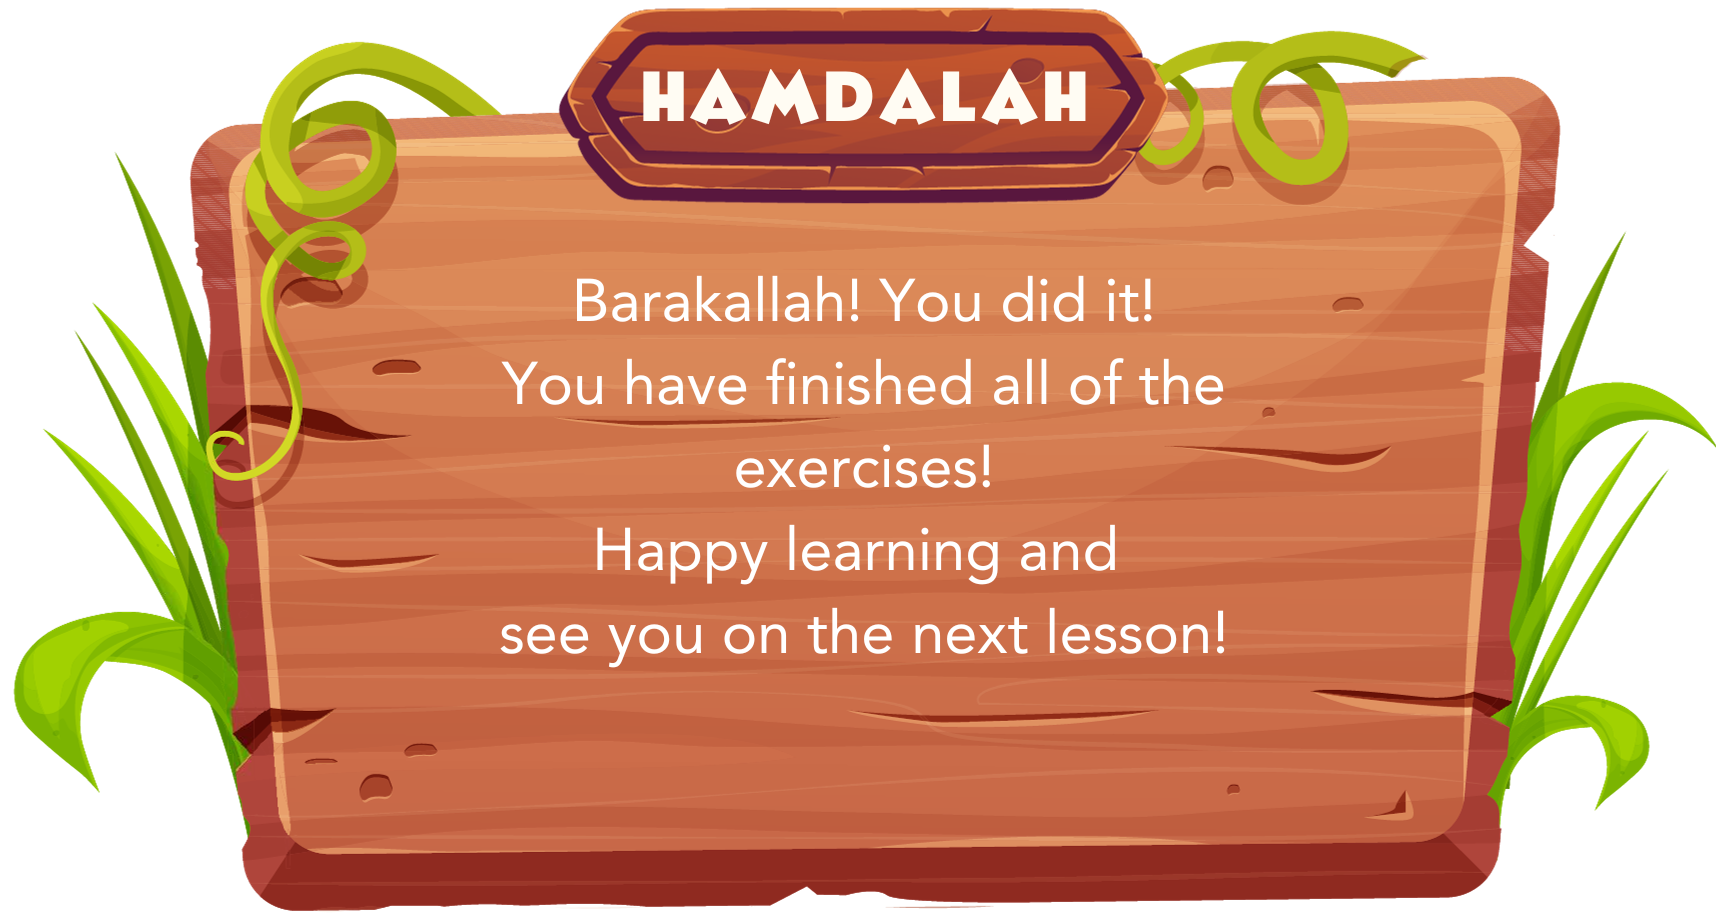 HAMDALAH
Barakallah! You did it!
You have finished all of the
exercises!
Happy learning and
see you on the next lesson!